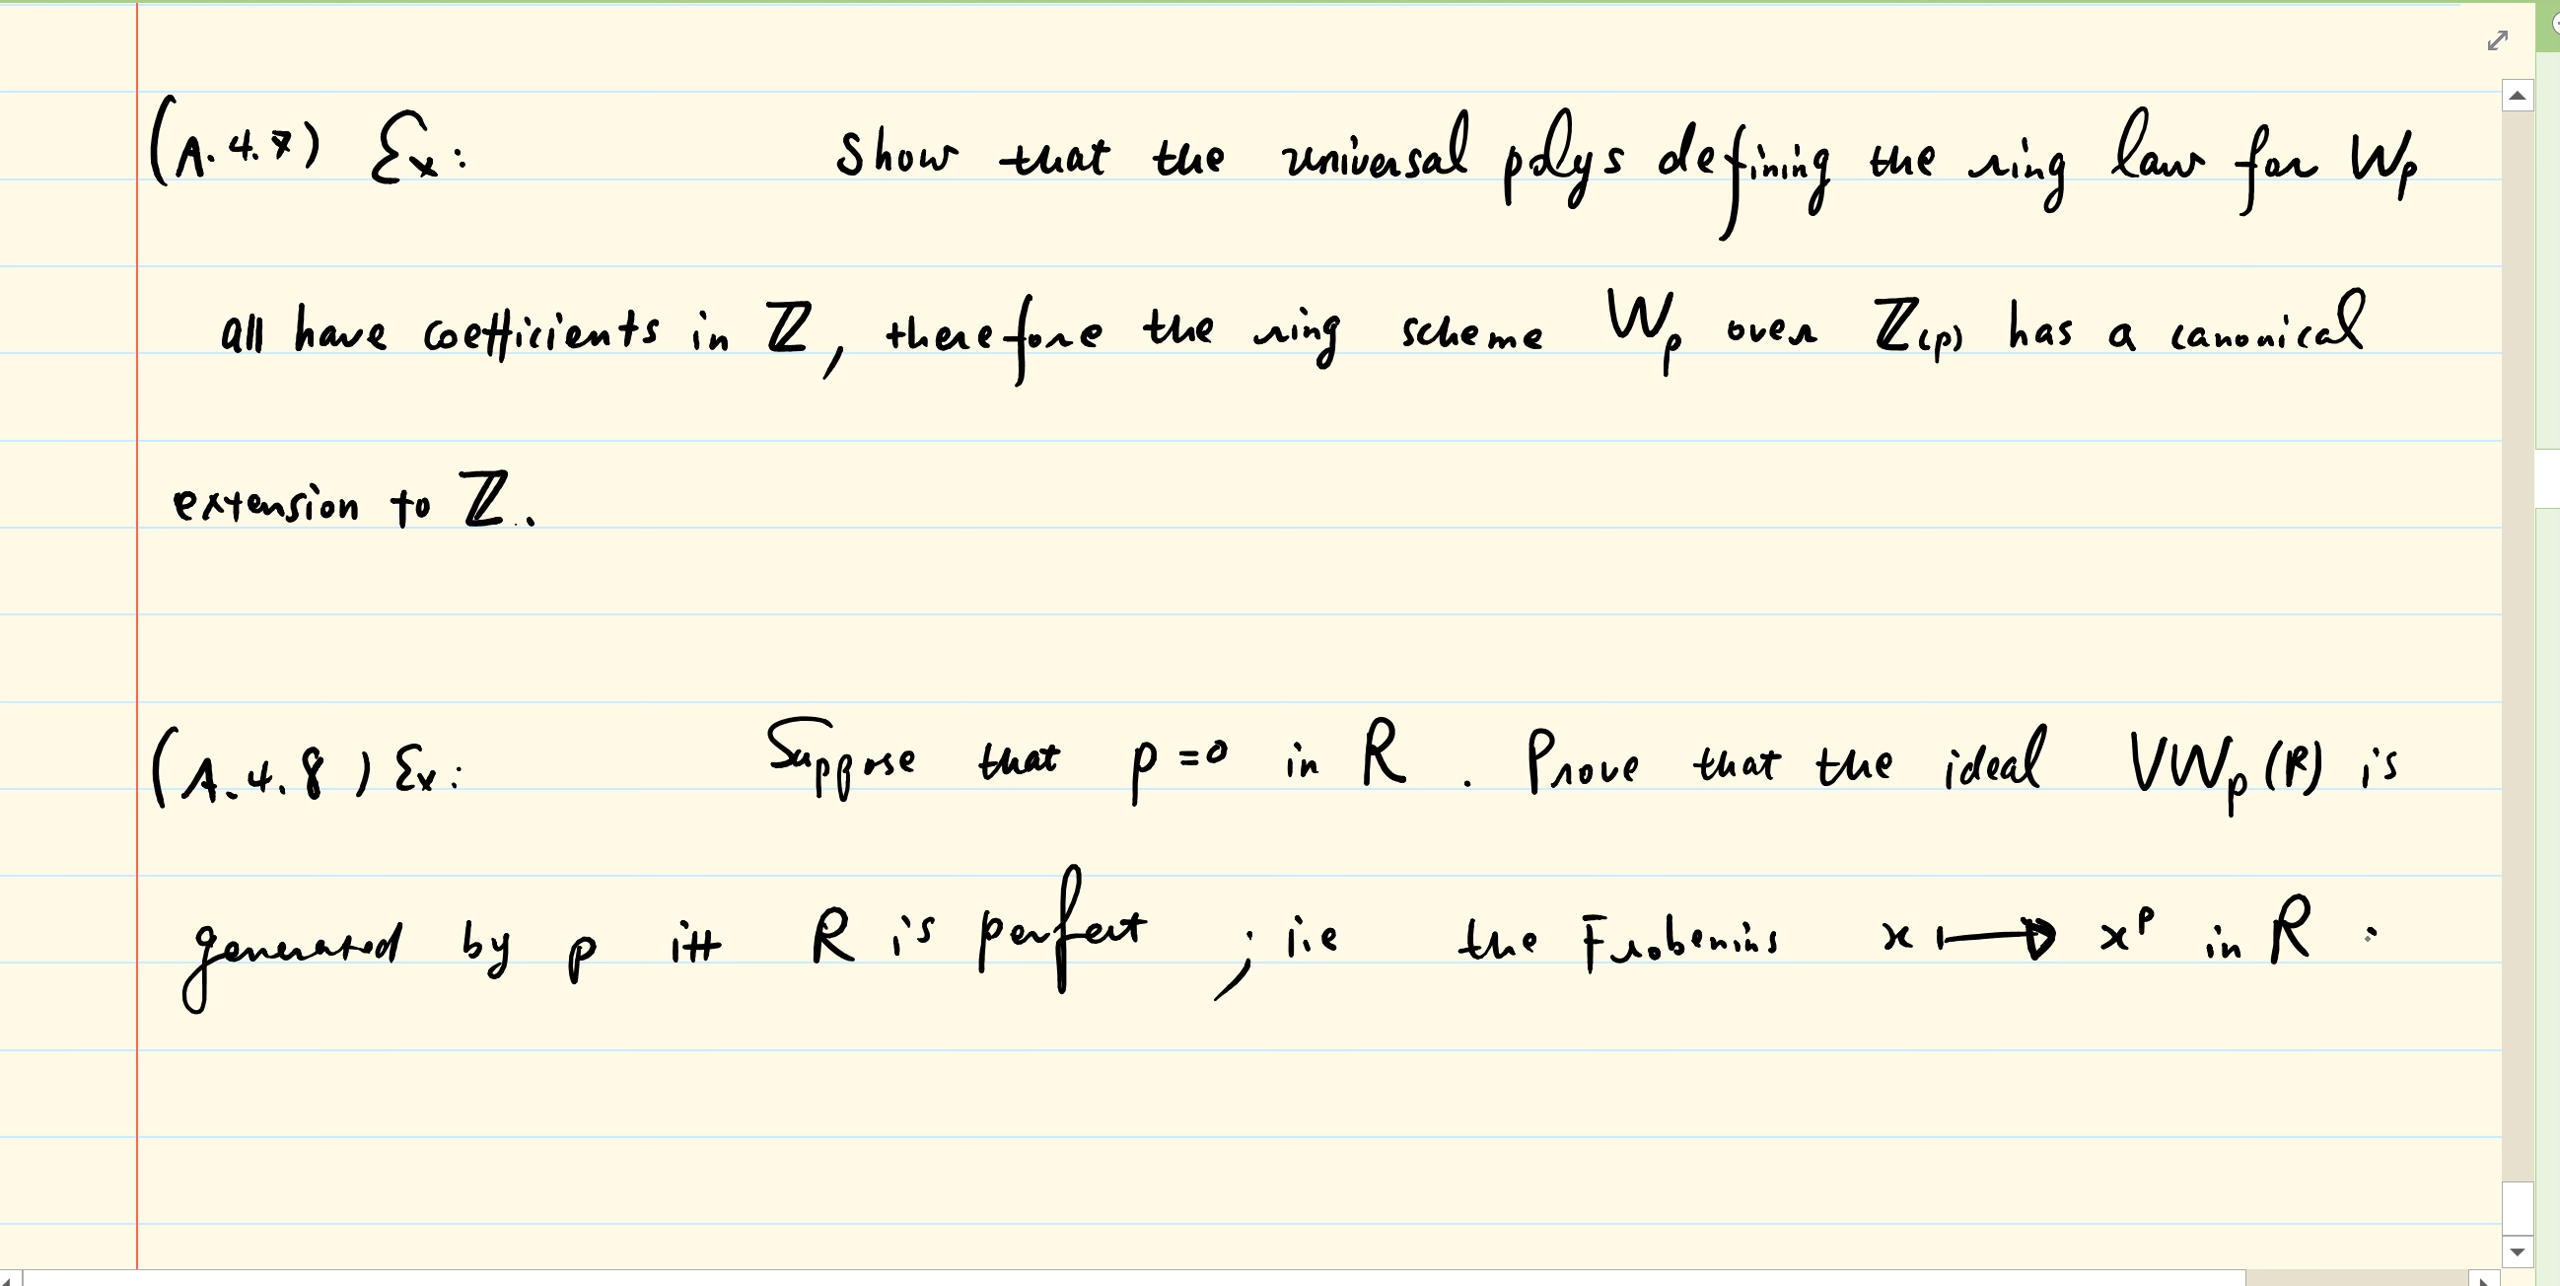 (A.4.7) Ex: Show that the universal polys defining the ring law for Wₚ
all have coefficients in ℤ, therefore the ring scheme Wₚ over ℤ₍ₚ₎ has a canonical
extension to ℤ.
(A.4.8) Ex: Suppose that p=0 in R. Prove that the ideal VWₚ(R) is
generated by p iff R is perfect; i.e the Frobenius x ↦ xᵖ in R.